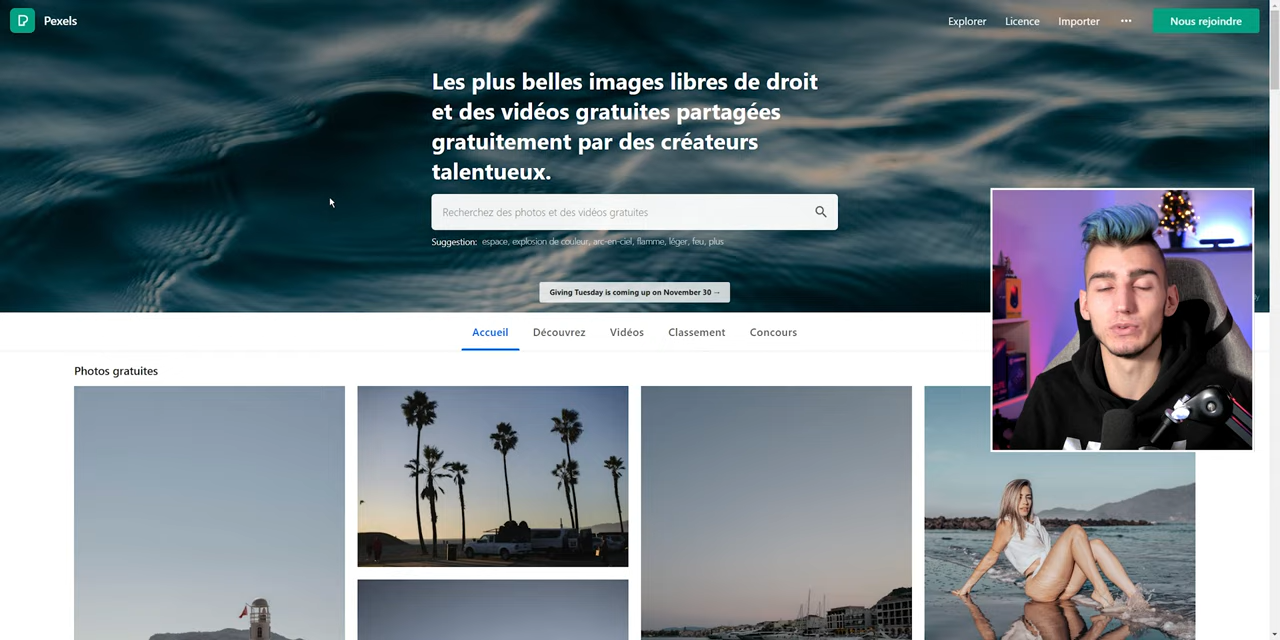 Pexels
Explorer
Licence
Importer
Nous rejoindre
Les plus belles images libres de droit
et des vidéos gratuites partagées
gratuitement par des créateurs
talentueux.
Recherchez des photos et des vidéos gratuites
Suggestion: espace, explosion de couleur, arc-en-ciel, flamme, léger, feu, plus
Giving Tuesday is coming up on November 30 →
Accueil
Découvrez
Vidéos
Classement
Concours
Photos gratuites